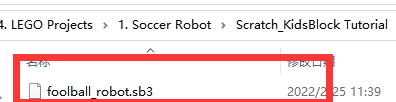 4. LEGO Projects > 1. Soccer Robot > Scratch_KidsBlock Tutorial
名称 修改日期
foolball_robot.sb3 2022/2/25 11:39